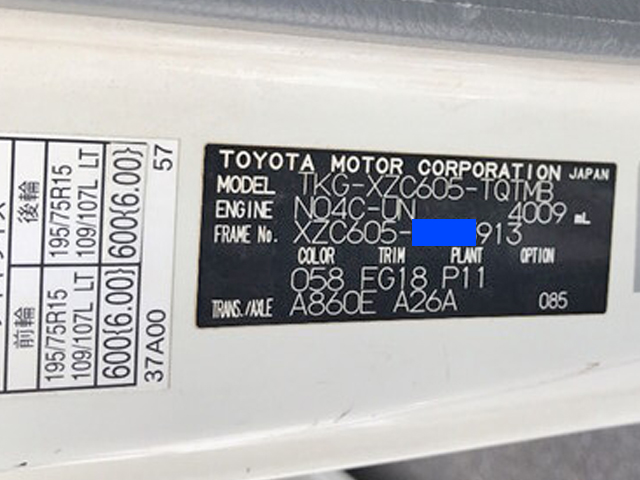 TOYOTA MOTOR CORPORATION JAPAN
MODEL TKG-XZC605-TQTMB
ENGINE N04C-UN 4009 mL
FRAME No. XZC605- 913
COLOR TRIM PLANT OPTION
058 EG18 P11
TRANS./AXLE A860E A26A 085
前輪 後輪
195/75R15 195/75R15
109/107L LT 109/107L LT
600{6.00} 600{6.00}
37A00 57